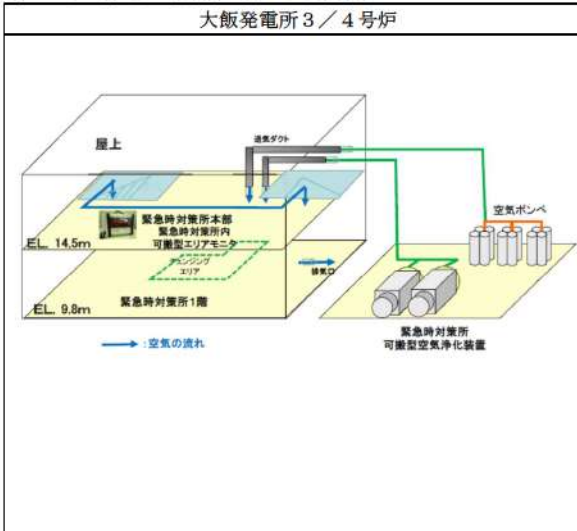 大飯発電所3/4号炉
屋上
送気ダクト
空気ボンベ
緊急時対策所本部
緊急時対策所内
可搬型エリアモニタ
EL. 14.5m
チェンジング
エリア
排気口
緊急時対策所1階
EL. 9.8m
緊急時対策所
可搬型空気浄化装置
:空気の流れ